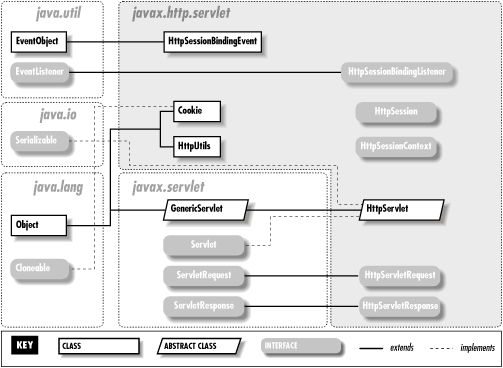 java.util
javax.http.servlet
EventObject
HttpSessionBindingEvent
EventListener
HttpSessionBindingListener
java.io
Cookie
HttpSession
Serializable
HttpUtils
HttpSessionContext
java.lang
javax.servlet
Object
GenericServlet
HttpServlet
Servlet
Cloneable
ServletRequest
HttpServletRequest
ServletResponse
HttpServletResponse
KEY
CLASS
ABSTRACT CLASS
INTERFACE
extends
implements